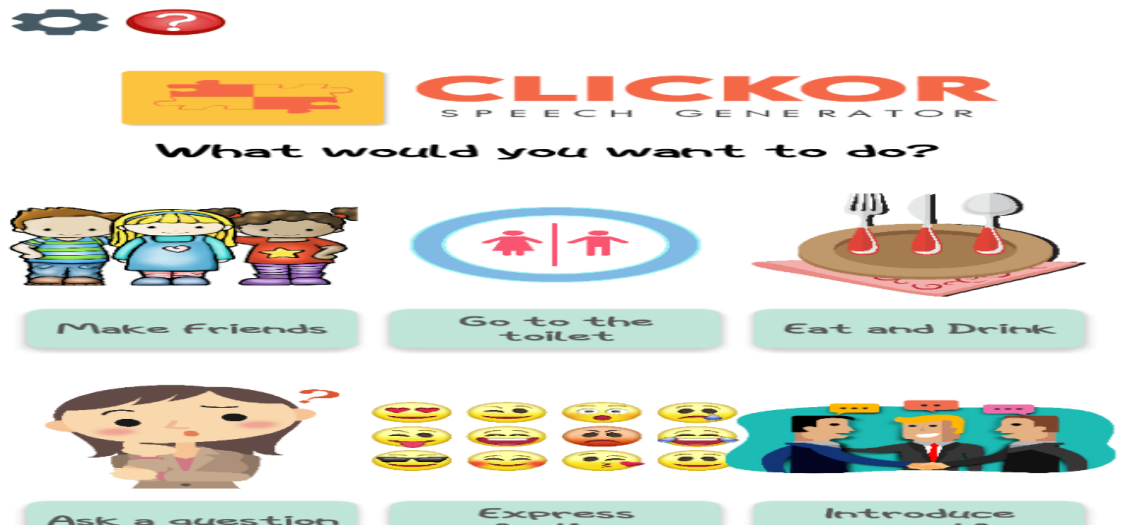 ?
CLICKOR
SPEECH GENERATOR
What would you want to do?
Make Friends
Go to the
toilet
Eat and Drink
?
Ask a question
Express
Introduce